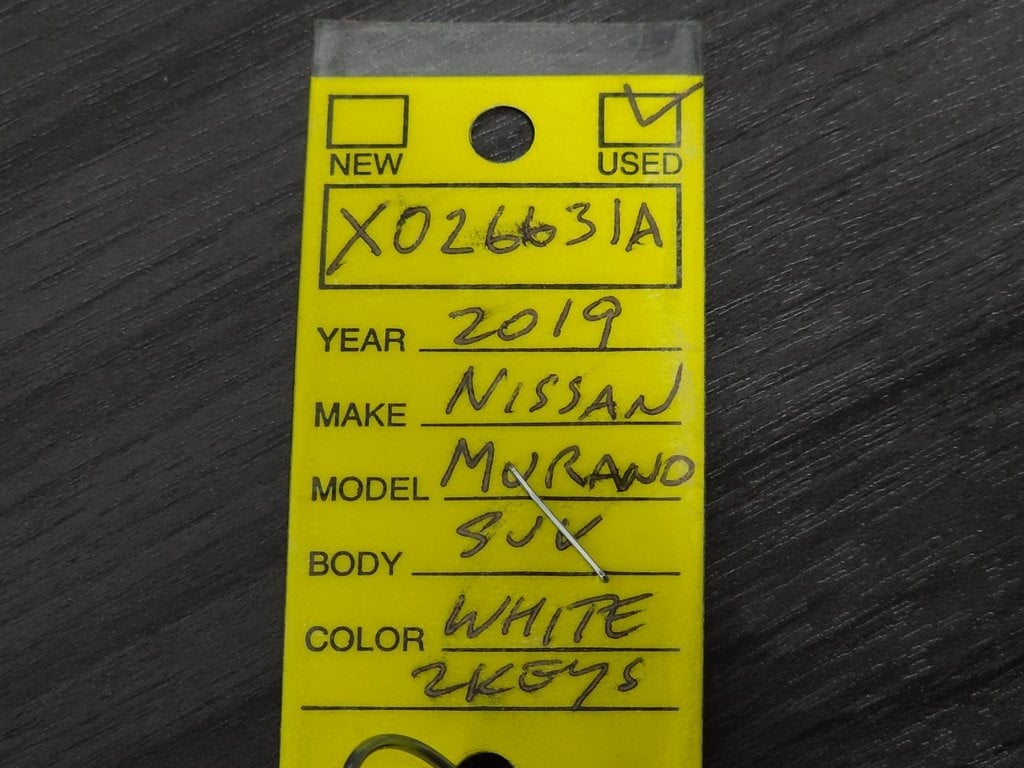 NEW USED
X026631A
YEAR 2019
MAKE NISSAN
MODEL MURANO
BODY SUV
COLOR WHITE
2KEYS